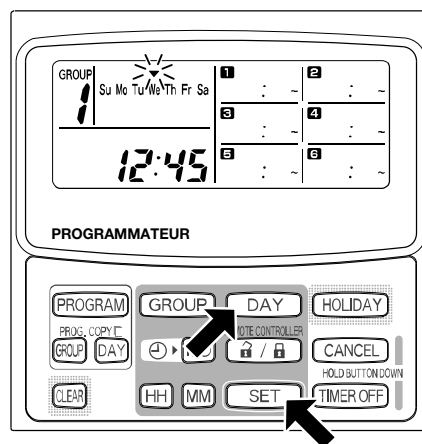 GROUP
Su Mo Tu We Th Fr Sa
1
12:45
1 : ~ 2 : ~
3 : ~ 4 : ~
5 : ~ 6 : ~
PROGRAMMATEUR
PROGRAM GROUP DAY HOLIDAY
PROG. COPY CONTROLLER
GROUP DAY / CANCEL
HOLD BUTTON DOWN
CLEAR HH MM SET TIMER OFF